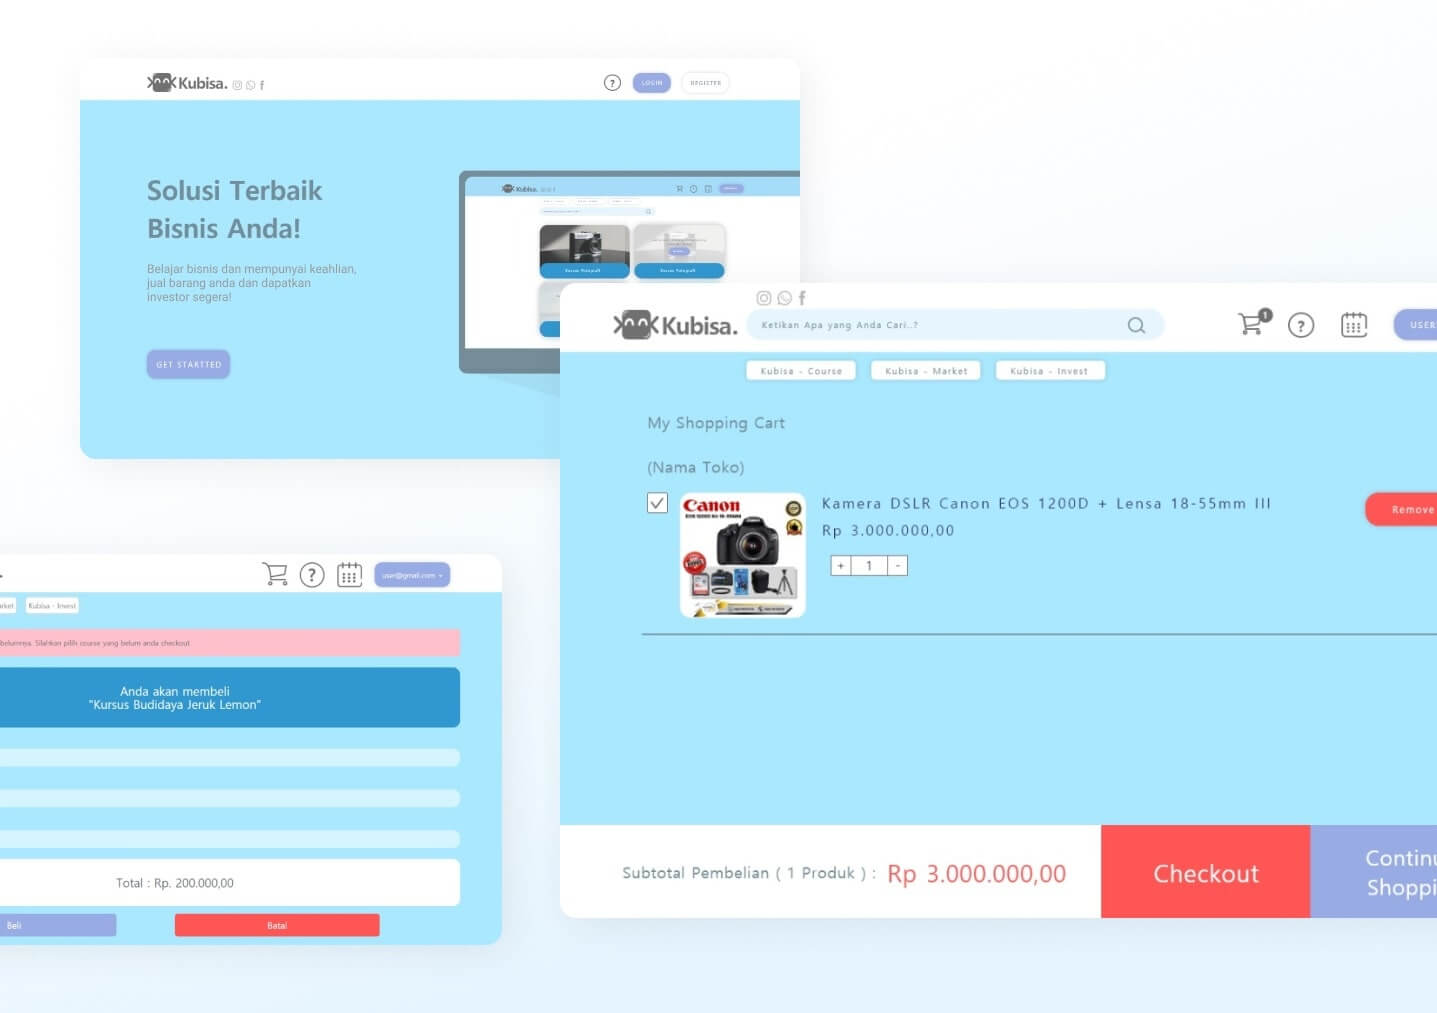 Kubisa.
?
LOGIN
REGISTER
Solusi Terbaik
Bisnis Anda!
Belajar bisnis dan mempunyai keahlian,
jual barang anda dan dapatkan
investor segera!
GET STARTTED
Kubisa.
Kubisa.
Ketikan Apa yang Anda Cari..?
1
?
USER
Kubisa - Course
Kubisa - Market
Kubisa - Invest
My Shopping Cart
(Nama Toko)
Canon
Kamera DSLR Canon EOS 1200D + Lensa 18-55mm III
Rp 3.000.000,00
+ 1 -
Remove
Subtotal Pembelian ( 1 Produk ) : Rp 3.000.000,00
Checkout
Continu
Shoppi
?
user@gmail.com
rket
Kubisa - Invest
belumnya. Silahkan pilih course yang belum anda checkout
Anda akan membeli
"Kursus Budidaya Jeruk Lemon"
Total : Rp. 200.000,00
Beli
Batal